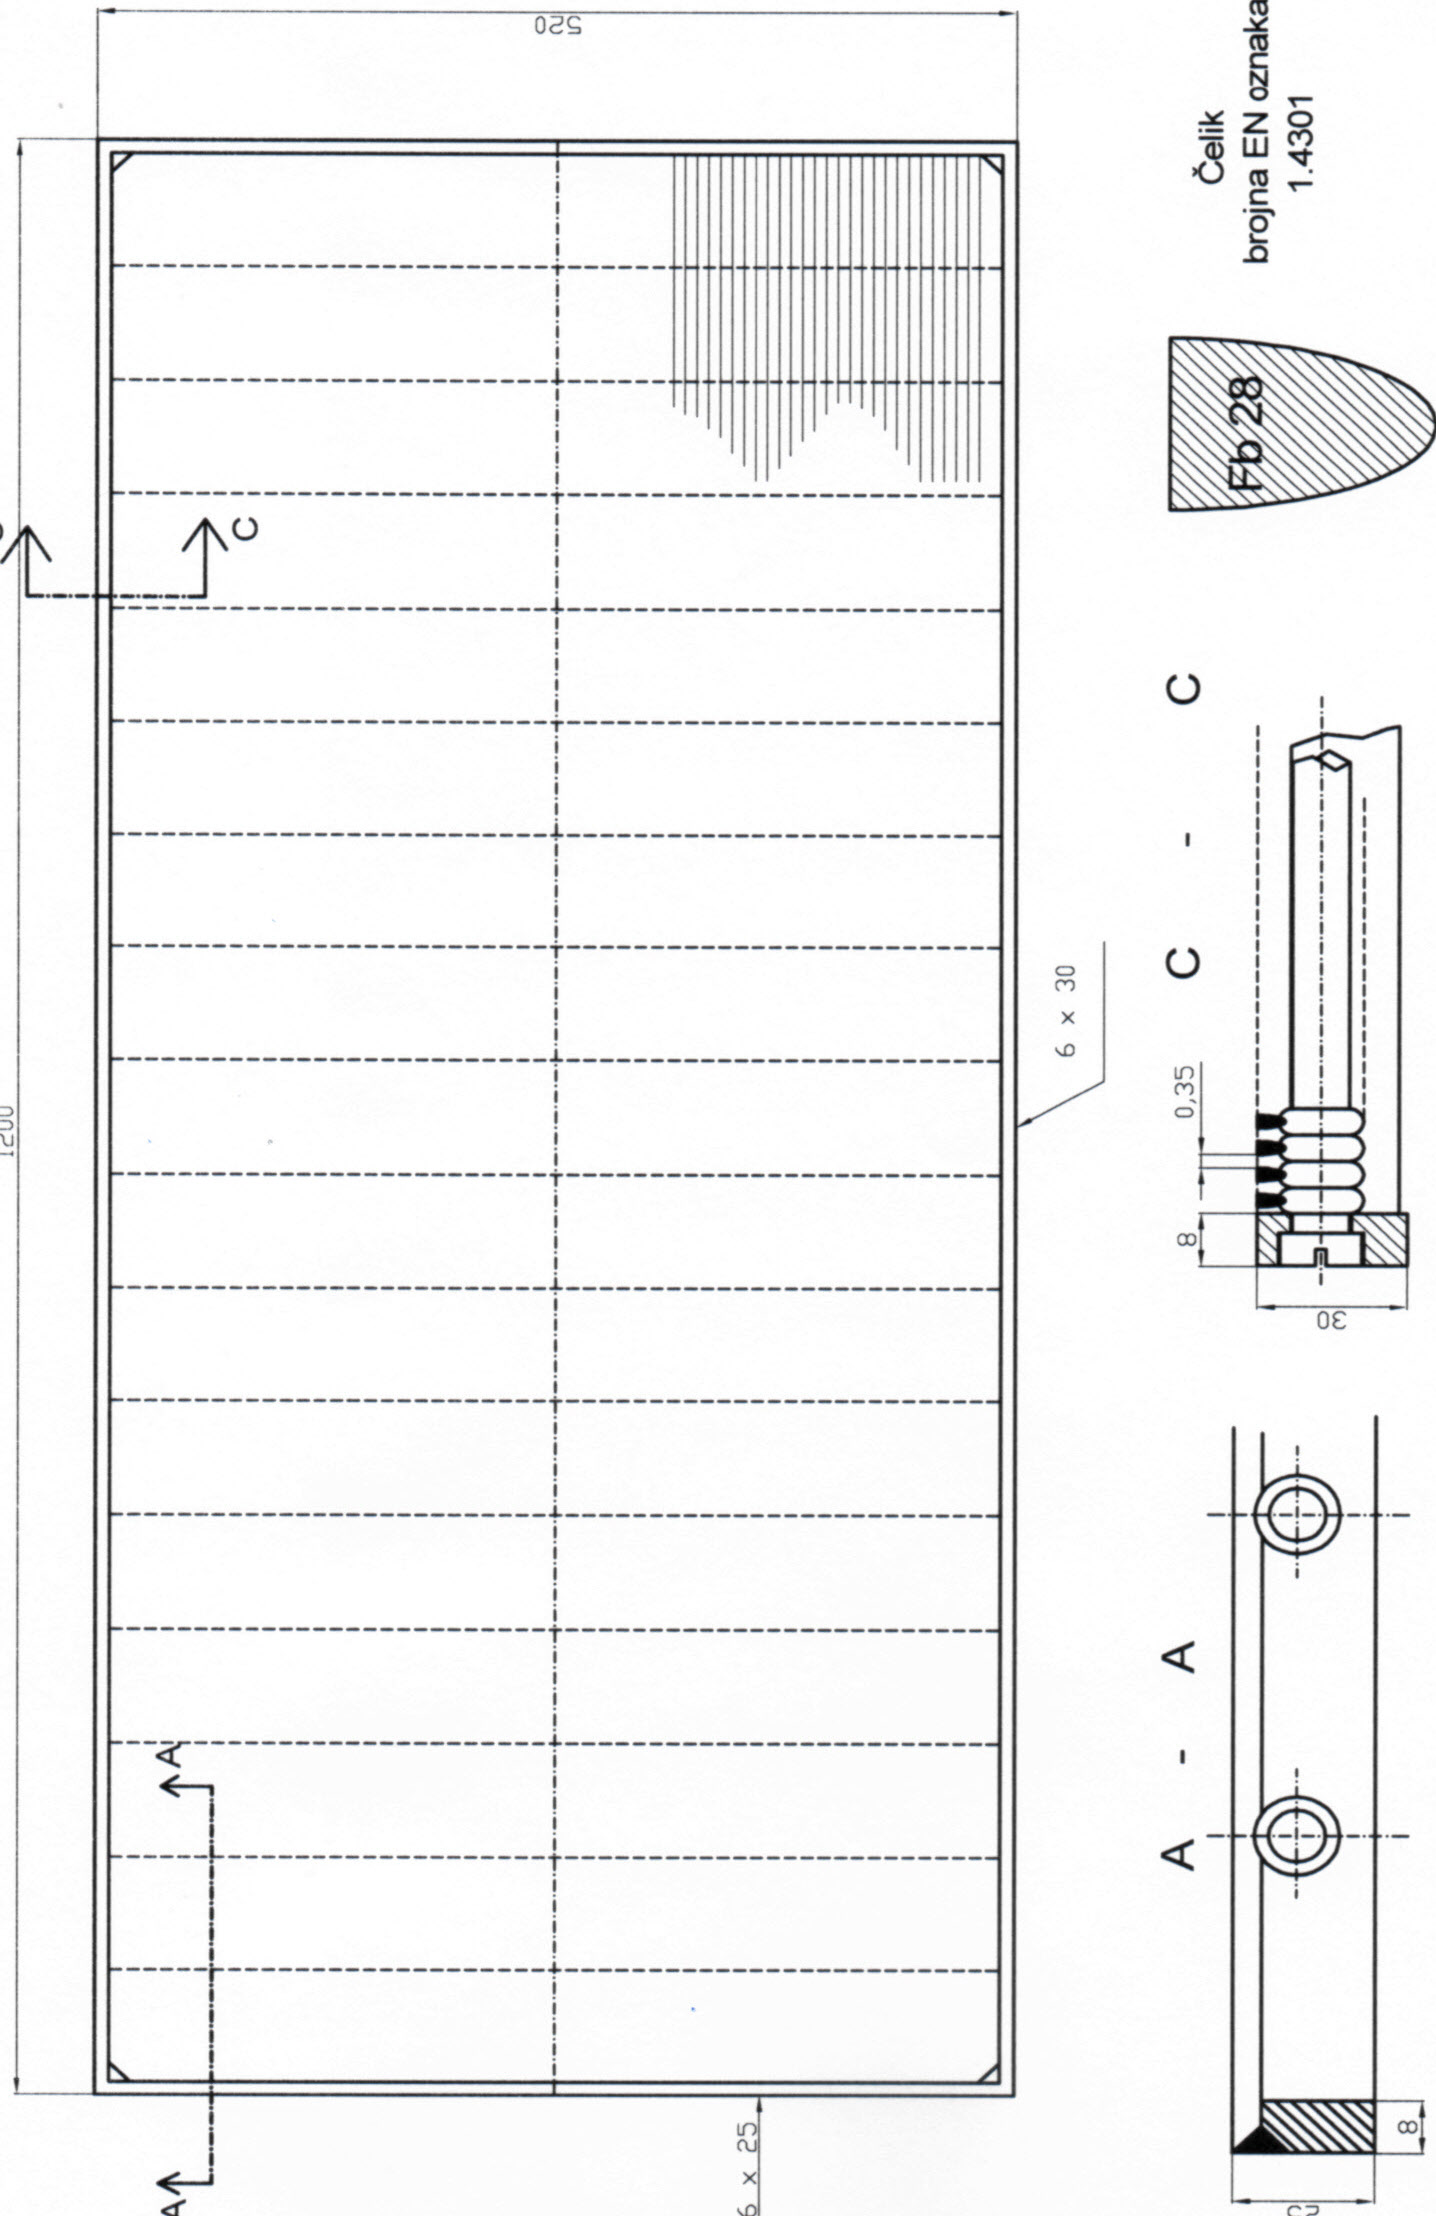 1200
520
C
A
A
6 x 30
6 x 25
A - A
8
C - C
8
0,35
30
Fb 28
Čelik
brojna EN oznaka
1.4301